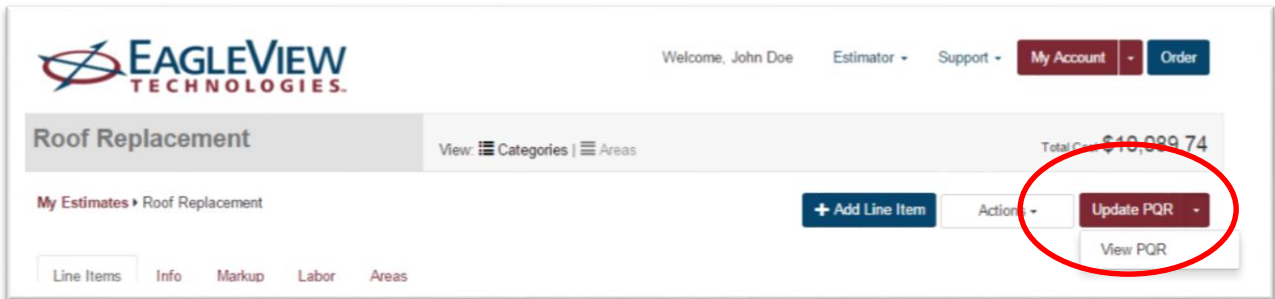 EAGLEVIEW
TECHNOLOGIES.
Welcome, John Doe Estimator Support My Account Order
Roof Replacement
View: Categories | Areas
Total Cost
My Estimates Roof Replacement
+ Add Line Item Actions Update PQR
View PQR
Line Items Info Markup Labor Areas